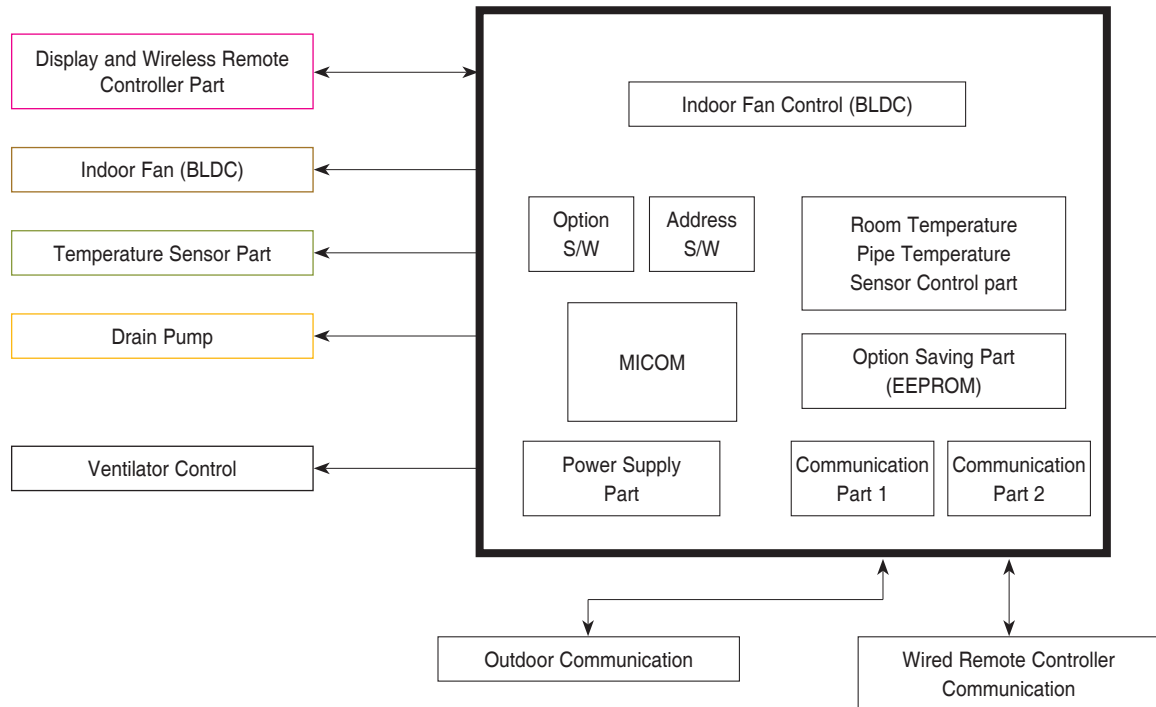 Display and Wireless Remote
Controller Part
Indoor Fan (BLDC)
Temperature Sensor Part
Drain Pump
Ventilator Control
Indoor Fan Control (BLDC)
Option
S/W
Address
S/W
Room Temperature
Pipe Temperature
Sensor Control part
MICOM
Option Saving Part
(EEPROM)
Power Supply
Part
Communication
Part 1
Communication
Part 2
Outdoor Communication
Wired Remote Controller
Communication